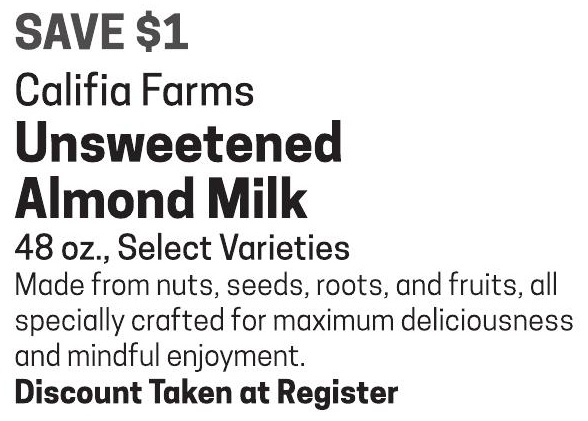 SAVE $1
Califia Farms
Unsweetened
Almond Milk
48 oz., Select Varieties
Made from nuts, seeds, roots, and fruits, all
specially crafted for maximum deliciousness
and mindful enjoyment.
Discount Taken at Register